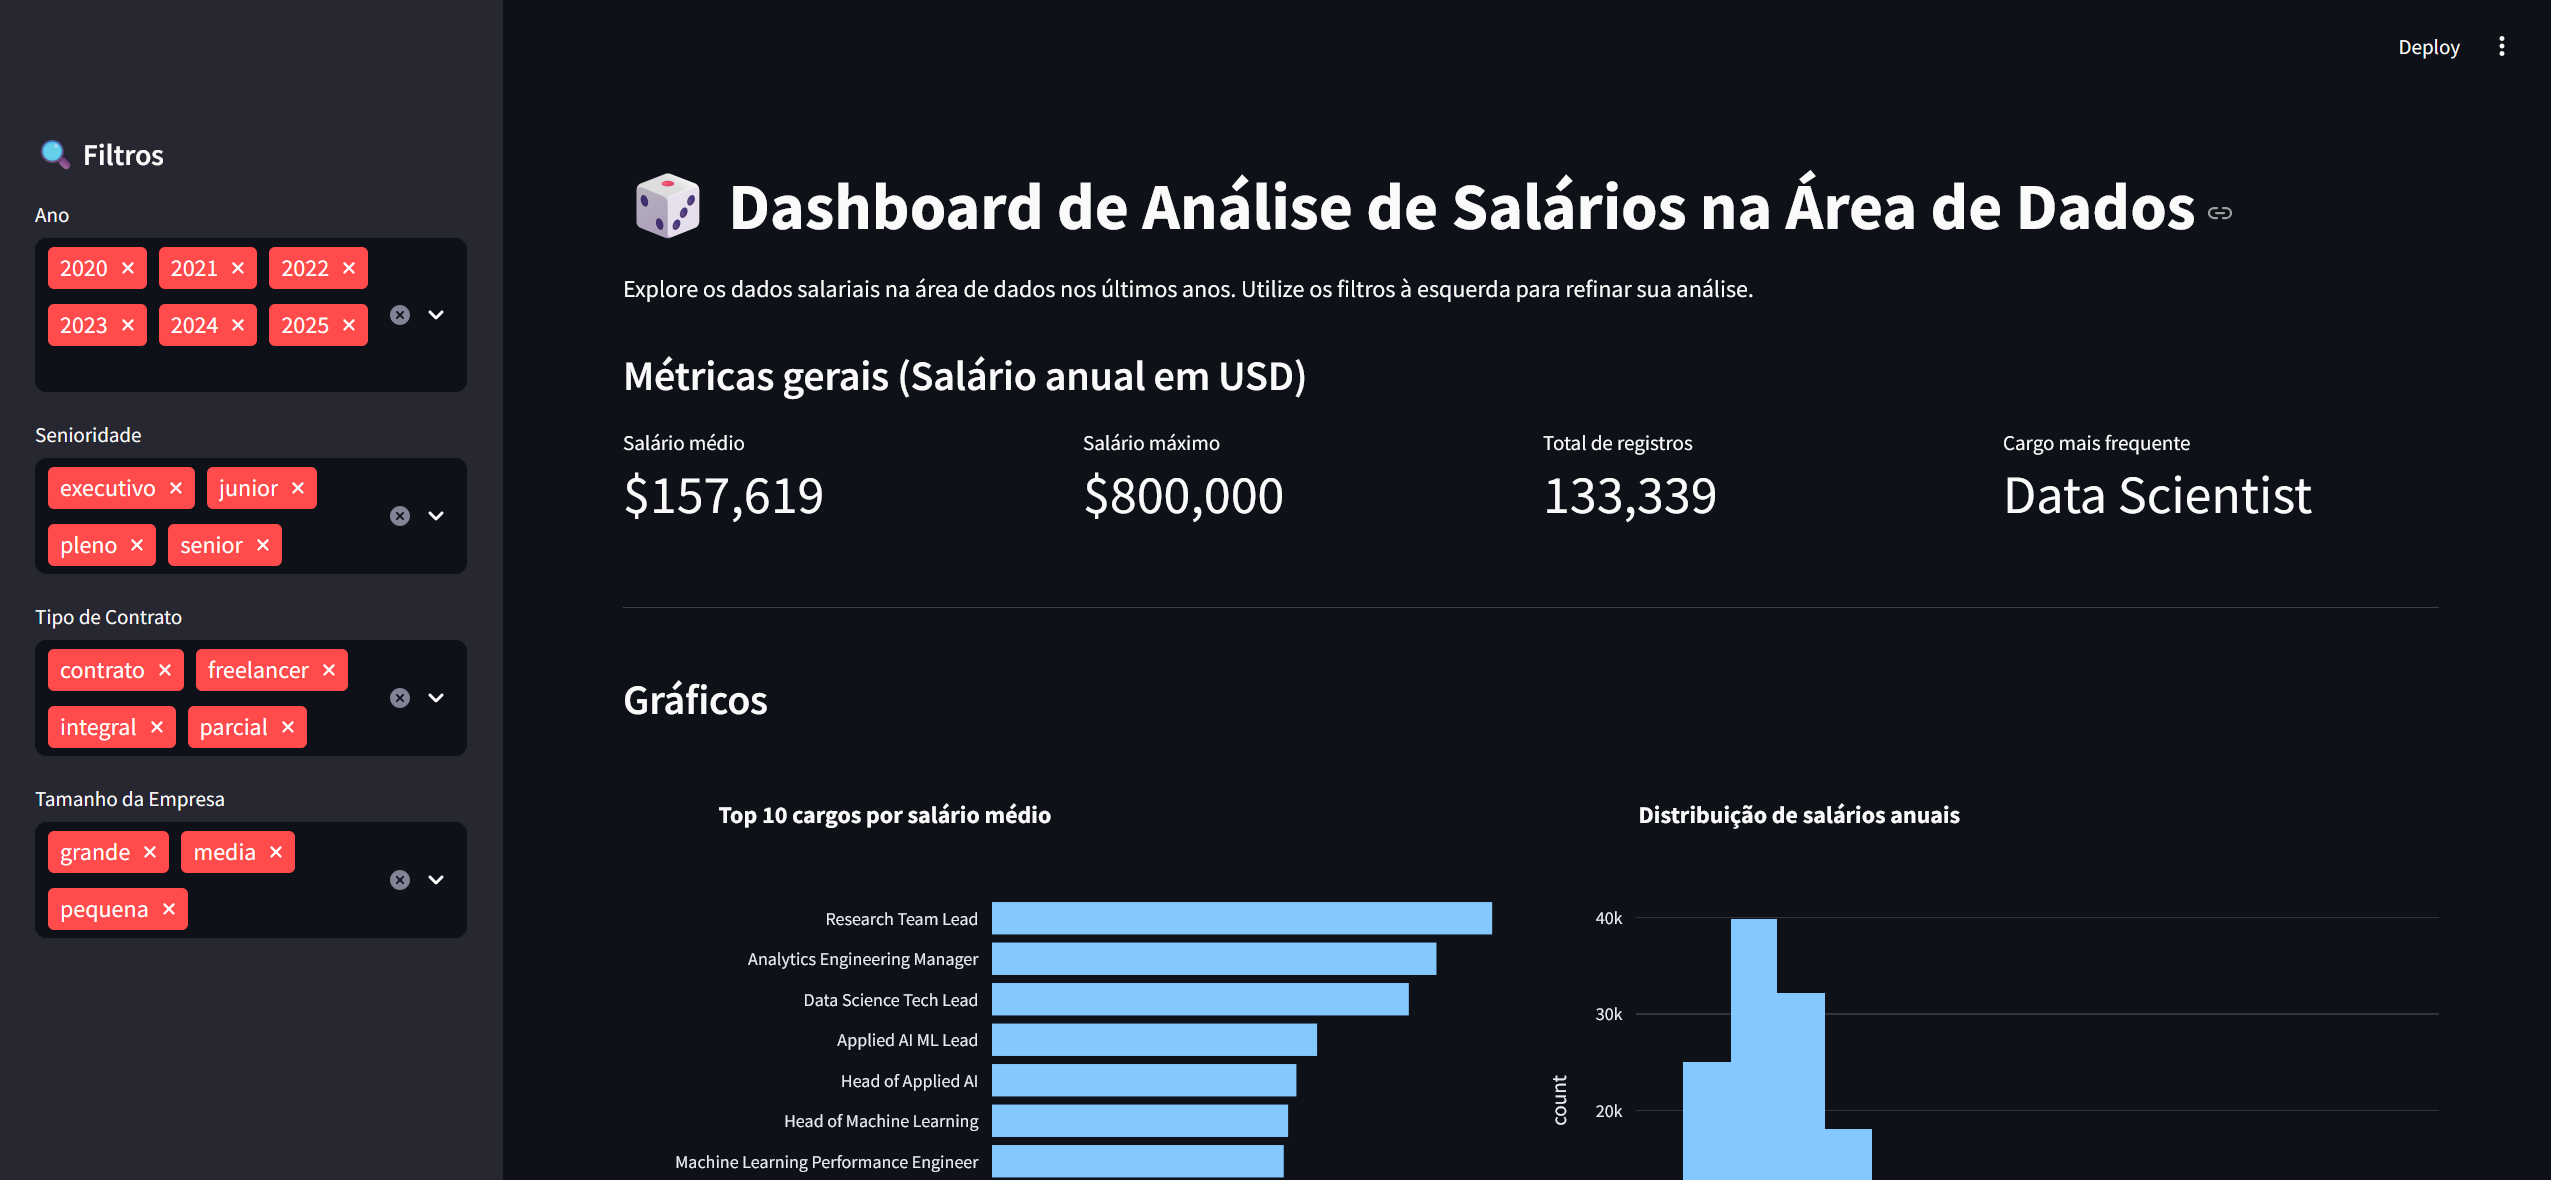 Deploy
Filtros
Ano
2020 2021 2022
2023 2024 2025
Senioridade
executivo junior
pleno senior
Tipo de Contrato
contrato freelancer
integral parcial
Tamanho da Empresa
grande media
pequena
Dashboard de Análise de Salários na Área de Dados
Explore os dados salariais na área de dados nos últimos anos. Utilize os filtros à esquerda para refinar sua análise.
Métricas gerais (Salário anual em USD)
Salário médio
$157,619
Salário máximo
$800,000
Total de registros
133,339
Cargo mais frequente
Data Scientist
Gráficos
Top 10 cargos por salário médio
Research Team Lead
Analytics Engineering Manager
Data Science Tech Lead
Applied AI ML Lead
Head of Applied AI
Head of Machine Learning
Machine Learning Performance Engineer
Distribuição de salários anuais
40k
30k
20k
count